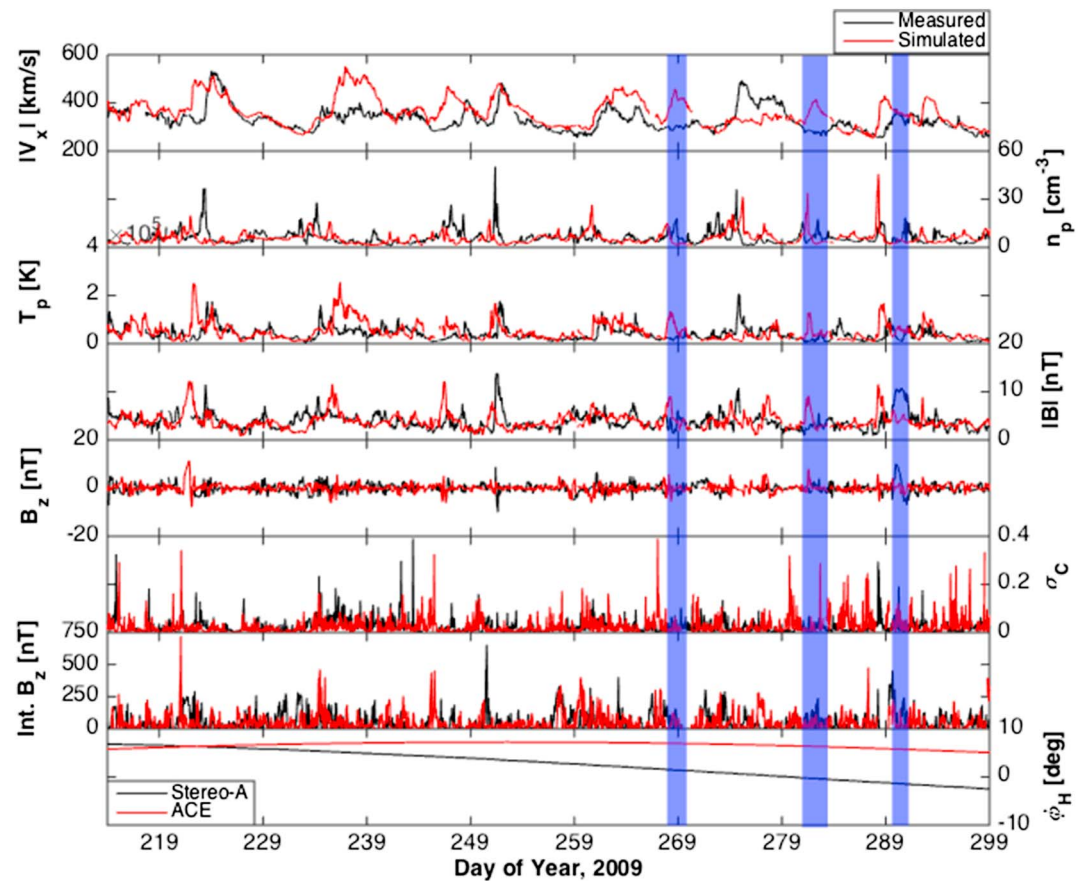 Measured
Simulated
600
400
200
|Vx| [km/s]
60
30
0
np [cm-3]
×10^5
4
2
0
Tp [K]
20
10
0
|B| [nT]
20
0
-20
Bz [nT]
0.4
0.2
0
σC
750
500
250
0
Int. Bz [nT]
10
0
-10
φH [deg]
Stereo-A
ACE
219 229 239 249 259 269 279 289 299
Day of Year, 2009